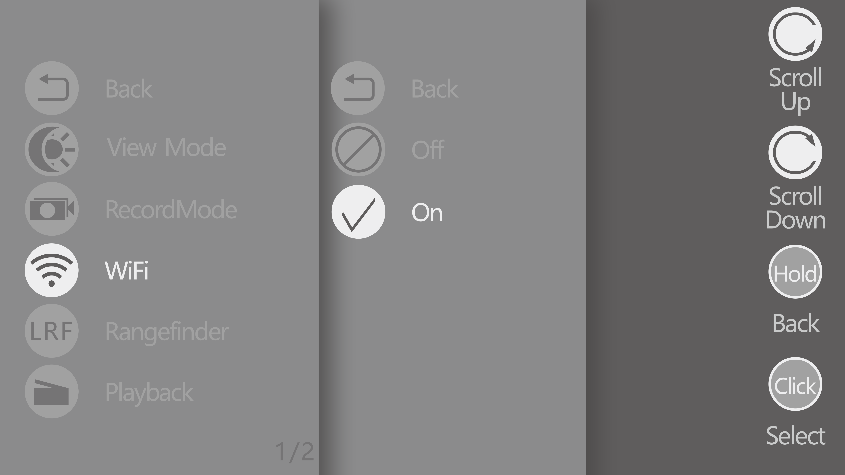 Back
View Mode
RecordMode
WiFi
LRF Rangefinder
Playback
1/2
Back
Off
On
Scroll
Up
Scroll
Down
Hold
Back
Click
Select